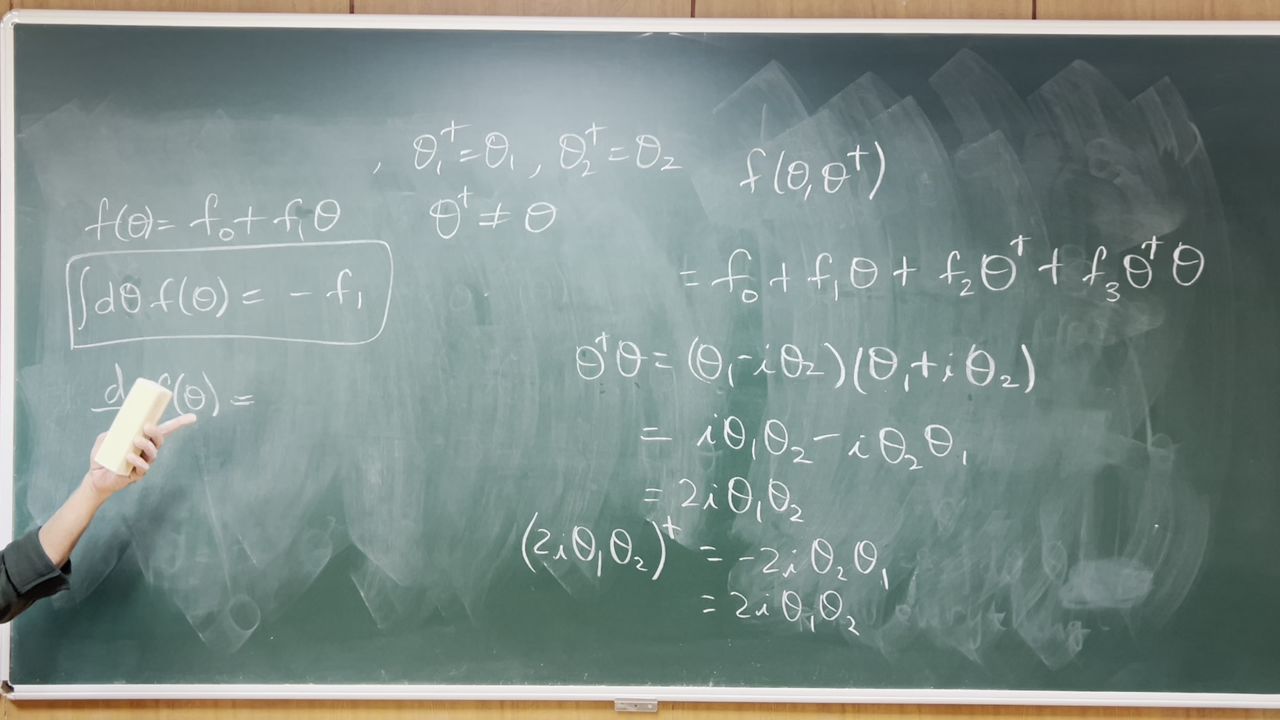 , θ₁† = θ₁ , θ₂† = θ₂
f(θ) = f₀ + f₁θ
θ† ≠ θ
∫dθ f(θ) = - f₁
d f(θ) =
f(θ, θ†)
= f₀ + f₁θ + f₂θ† + f₃θ†θ
θ†θ = (θ₁ - iθ₂)(θ₁ + iθ₂)
= iθ₁θ₂ - iθ₂θ₁
= 2iθ₁θ₂
(2iθ₁θ₂)† = -2iθ₂θ₁
= 2iθ₁θ₂